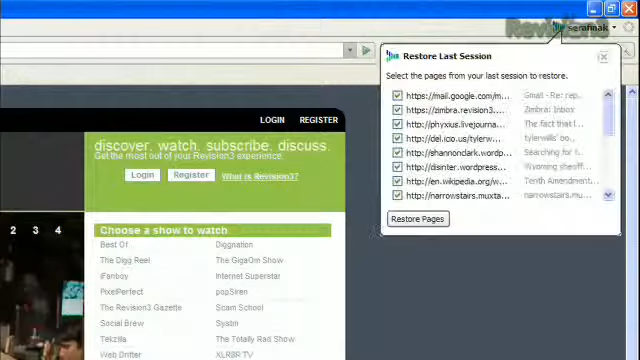 Revision3
serafinak
Restore Last Session
Select the pages from your last session to restore.
https://mail.google.com/m... Gmail - Re: rep...
https://zimbra.revision3.... Zimbra: Inbox
http://phyxius.livejourna... The fact that I...
http://del.icio.us/tylerw... tylerwills' bo...
http://shannonclark.wordp... Searching for t...
http://disinter.wordpress... Wyoming sheriff...
http://en.wikipedia.org/w... Tenth Amendment...
http://narrowstairs.muxta... narrowstairs.mu...
Restore Pages
LOGIN REGISTER
discover. watch. subscribe. discuss.
Get the most out of your Revision3 experience.
Login Register What is Revision3?
2 3 4
Choose a show to watch
Best Of Diggnation
The Digg Reel The GigaOm Show
iFanboy Internet Superstar
PixelPerfect popSiren
The Revision3 Gazette Scam School
Social Brew Systm
Tekzilla The Totally Rad Show
Web Drifter XLR8R TV